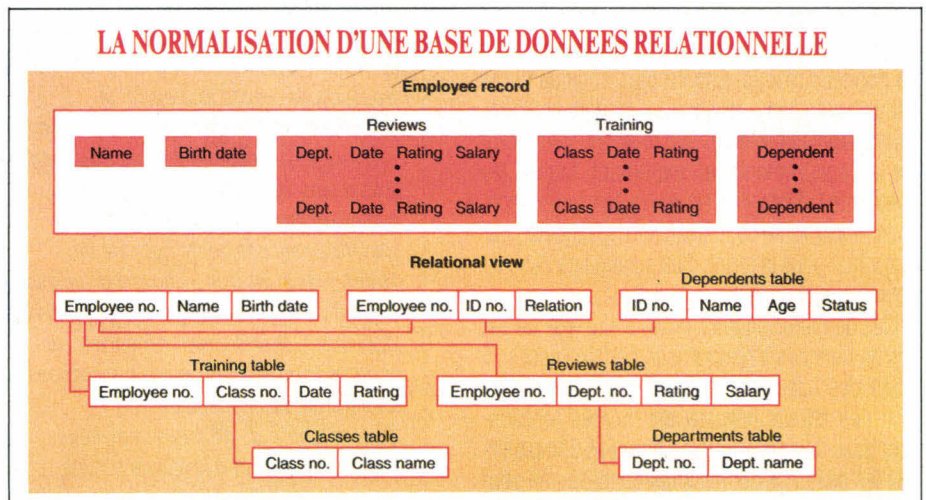 LA NORMALISATION D'UNE BASE DE DONNEES RELATIONNELLE
Employee record
Reviews Training
Name Birth date Dept. Date Rating Salary Class Date Rating Dependent
Dept. Date Rating Salary Class Date Rating Dependent
Relational view
Dependents table
Employee no. Name Birth date Employee no. ID no. Relation ID no. Name Age Status
Training table Reviews table
Employee no. Class no. Date Rating Employee no. Dept. no. Rating Salary
Classes table Departments table
Class no. Class name Dept. no. Dept. name